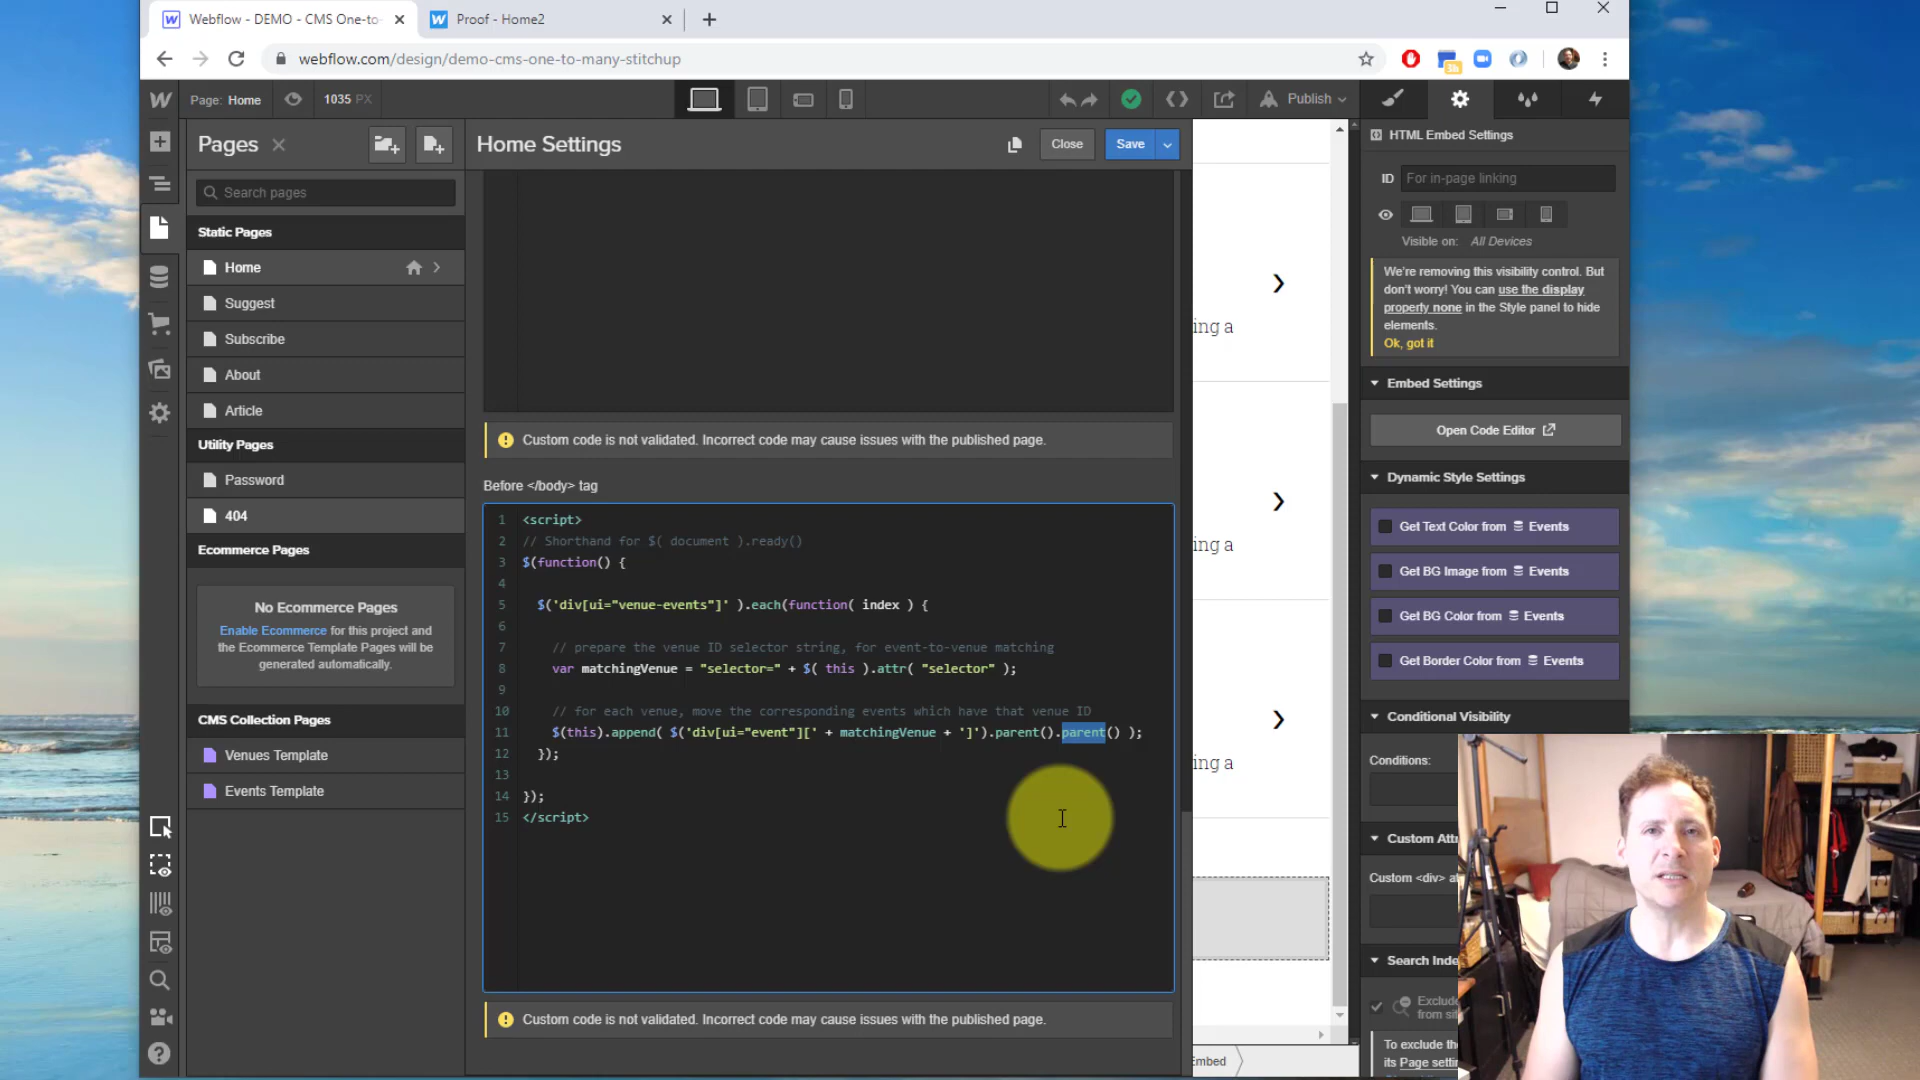 Webflow - DEMO - CMS One-to-
Proof - Home2
webflow.com/design/demo-cms-one-to-many-stitchup
Page: Home
1035 PX
Publish
Pages
Home Settings
Close
Save
HTML Embed Settings
Search pages
ID
For in-page linking
Static Pages
Home
Suggest
Subscribe
About
Article
Utility Pages
Password
404
Ecommerce Pages
No Ecommerce Pages
Enable Ecommerce for this project and
the Ecommerce Template Pages will be
generated automatically.
CMS Collection Pages
Venues Template
Events Template
Custom code is not validated. Incorrect code may cause issues with the published page.
Before </body> tag
1 <script>
2 // Shorthand for $( document ).ready()
3 $(function() {
4
5 $('div[ui="venue-events"]' ).each(function( index ) {
6
7 // prepare the venue ID selector string, for event-to-venue matching
8 var matchingVenue = "selector=" + $( this ).attr( "selector" );
9
10 // for each venue, move the corresponding events which have that venue ID
11 $(this).append( $('div[ui="event"][' + matchingVenue + ']').parent().parent() );
12 });
13
14 });
15 </script>
Custom code is not validated. Incorrect code may cause issues with the published page.
ing a
ing a
ing a
Embed
Visible on: All Devices
We're removing this visibility control. But
don't worry! You can use the display
property none in the Style panel to hide
elements.
Ok, got it
Embed Settings
Open Code Editor
Dynamic Style Settings
Get Text Color from Events
Get BG Image from Events
Get BG Color from Events
Get Border Color from Events
Conditional Visibility
Conditions:
Custom Att
Custom <div> a
Search Inde
Exclud
from si
To exclude th
its Page setti